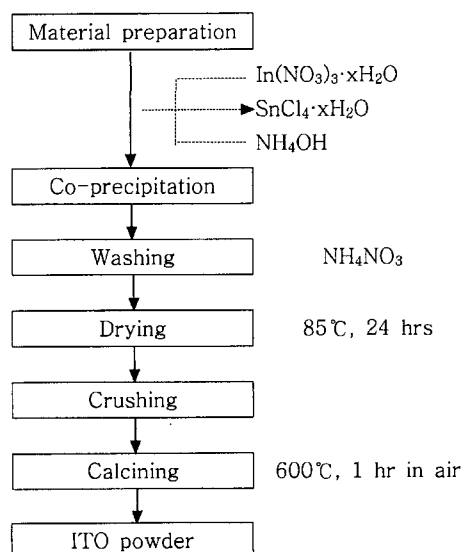 Material preparation
In(NO₃)₃·xH₂O
SnCl₄·xH₂O
NH₄OH
Co-precipitation
Washing
NH₄NO₃
Drying
85℃, 24 hrs
Crushing
Calcining
600℃, 1 hr in air
ITO powder